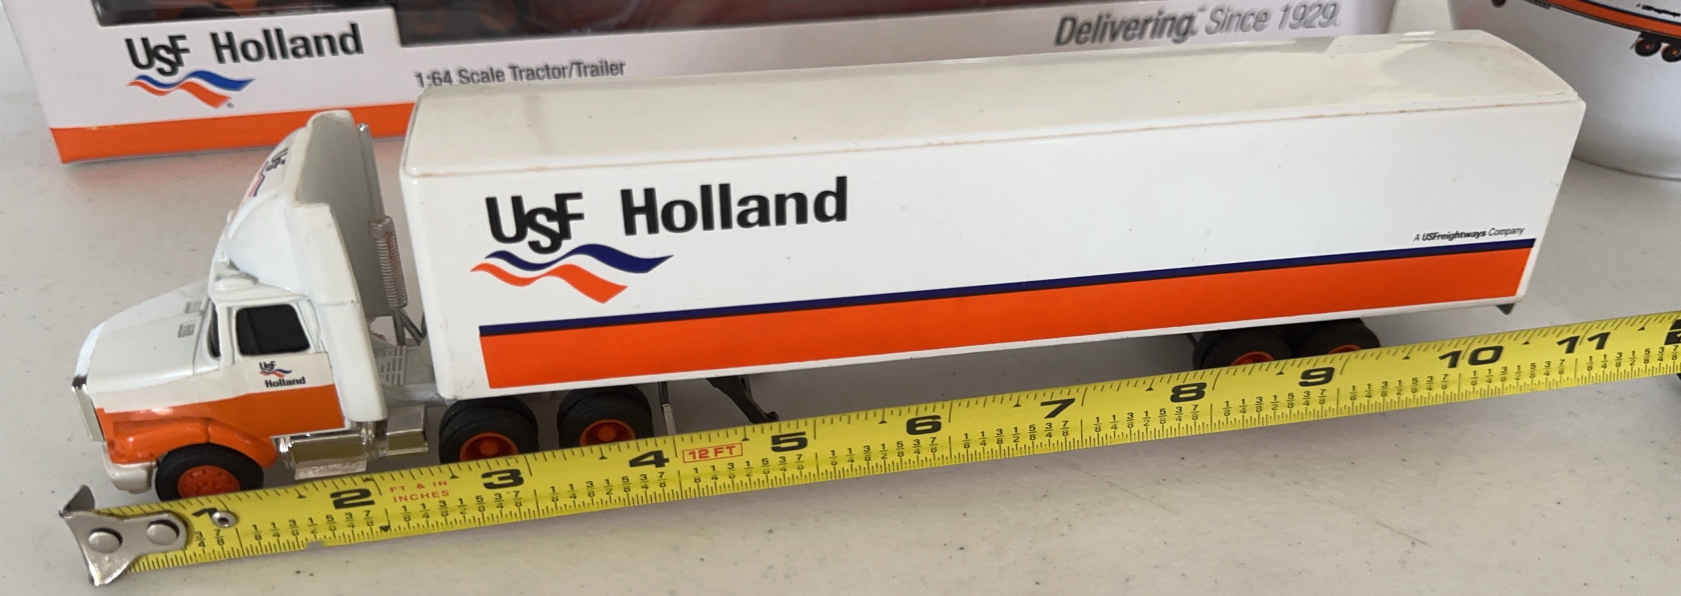 USF Holland
Delivering.™ Since 1929.
1:64 Scale Tractor/Trailer
USF Holland
A USFreightways Company
USF
Holland
1 2 FT & IN 3 4 12 FT 5 6 7 8 9 10 11
INCHES